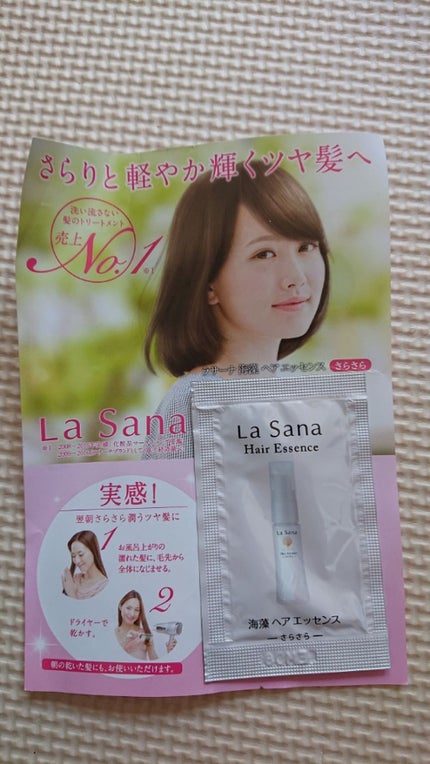 さらりと軽やか輝くツヤ髪へ
洗い流さない
髪のトリートメント
売上
No.1
※1
ラサーナ 海藻 ヘア エッセンス さらさら
La Sana
La Sana
Hair Essence
La Sana
海藻 ヘア エッセンス
―さらさら―
実感!
翌朝さらさら潤うツヤ髪に
1
お風呂上がりの
濡れた髪に、毛先から
全体になじませる。
2
ドライヤーで
乾かす。
朝の乾いた髪にも、お使いいただけます。